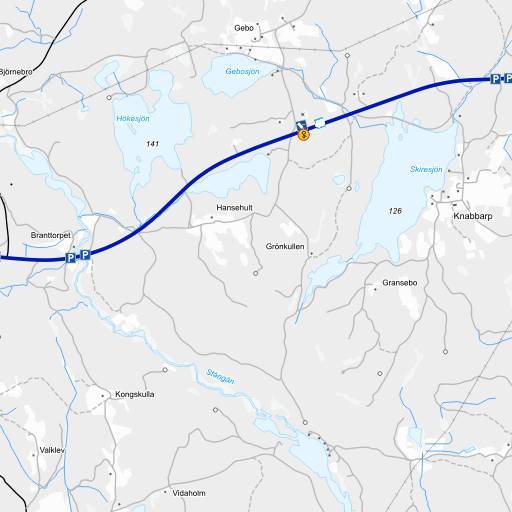 Gebo
Björnebro
Gebosjön
Hökesjön
141
Skiresjön
Hansehult
126
Knabbarp
Branttorpet
Grönkullen
Gransebo
Stångån
Kongskulla
Valklev
Vidaholm
P
P
P
P